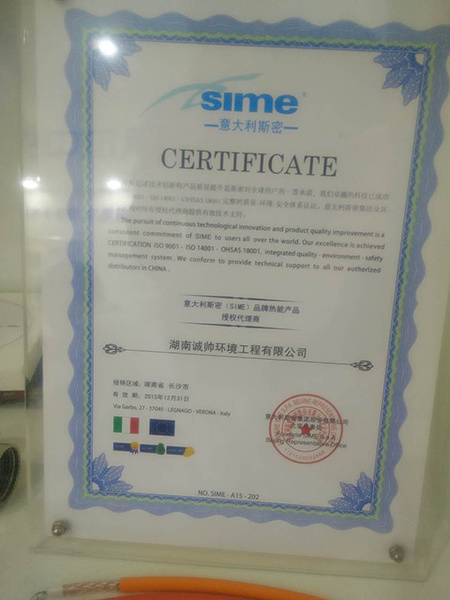 sime
意大利斯密
CERTIFICATE
The pursuit of continuous technological innovation and product quality improvement is a
consistent commitment of SIME to users all over the world. Our excellence is achieved
CERTIFICATION ISO 9001 - ISO 14001 - OHSAS 18001, integrated quality - environment - safety
management system . We conform to provide technical support to all our authorized
distributors in CHINA .
意大利斯密(SIME)品牌热能产品
授权代理商
湖南诚帅环境工程有限公司
经释区域: 湖南省 长沙市
有 效 期: 2015年12月31日
Via Garbo, 27 - 37045 - LEGNAGO - VERONA - Italy
Beijing Representative Office
NO. SIME - A15 - 202